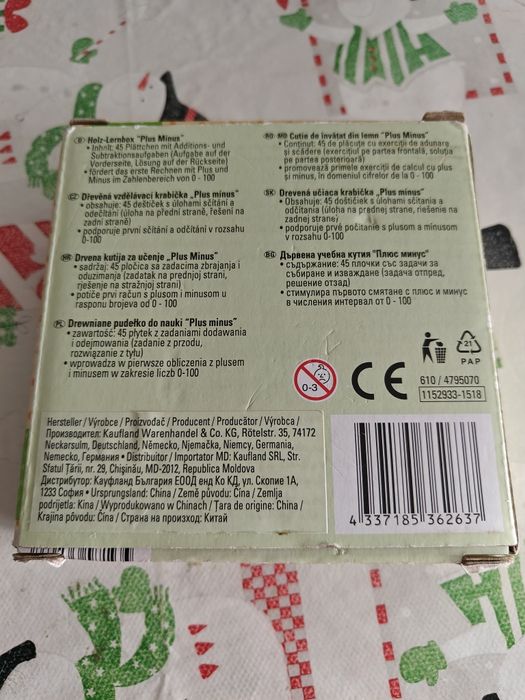 D Holz-Lernbox "Plus Minus"
• Inhalt: 45 Plättchen mit Additions- und
Subtraktionsaufgaben (Aufgabe auf der
Vorderseite, Lösung auf der Rückseite)
• fördert das erste Rechnen mit Plus und
Minus im Zahlenbereich von 0 - 100
CZ Dřevěná vzdělávací krabička „Plus minus"
• obsahuje: 45 destiček s úlohami sčítání a
odečítání (úloha na přední straně, řešení na
zadní straně)
• podporuje první sčítání a odčítání v rozsahu
0-100
HR Drvena kutija za učenje „Plus Minus"
• sadržaj: 45 pločica sa zadacima zbrajanja i
oduzimanja (zadatak na prednjoj strani,
rješenje na stražnjoj strani)
• potiče prvi račun s plusom i minusom u
rasponu brojeva od 0 - 100
PL Drewniane pudełko do nauki "Plus minus"
• zawartość: 45 płytek z zadaniami dodawania
i odejmowania (zadanie z przodu,
rozwiązanie z tyłu)
• wprowadza w pierwsze obliczenia z plusem
i minusem w zakresie liczb 0-100
RO MD Cutie de învățat din lemn "Plus Minus"
• Conținut: 45 de plăcuțe cu exerciții de adunare
și scădere (exercițiul pe partea frontală, soluția
pe partea posterioară)
• promovează primele exerciții de calcul cu plus
și minus, în domeniul cifrelor de la 0 - 100
SK Drevená učiaca krabička „Plus minus"
• Obsahuje: 45 doštičiek s úlohami sčítania a
odčítania (úloha na prednej strane, riešenie na
zadnej strane)
• podporuje prvé počítanie s plusom a mínusom
v rozsahu 0-100
BG Дървена учебна кутия "Плюс минус"
• съдържание: 45 плочки със задачи за
събиране и изваждане (задача отпред,
решение отзад)
• стимулира първото смятане с плюс и минус
в числения интервал от 0 - 100
0-3
CE
21
PAP
610 / 4795070
1152933-1518
Hersteller / Výrobce / Proizvođač / Producent / Producător / Výrobca /
Производител: Kaufland Warenhandel & Co. KG, Rötelstr. 35, 74172
Neckarsulm, Deutschland, Německo, Njemačka, Niemcy, Germania,
Nemecko, Германия • Distribuitor / Importator MD: Kaufland SRL, Str.
Sfatul Țării, nr. 29, Chișinău, MD-2012, Republica Moldova
Дистрибутор: Кауфланд България ЕООД енд Ко КД, ул. Скопие 1А,
1233 София • Ursprungsland: China / Země původu: Čína / Zemlja
podrijetla: Kina / Wyprodukowano w Chinach / Țara de origine: China /
Krajina pôvodu: Čína / Страна на произход: Китай
4 337185 362637